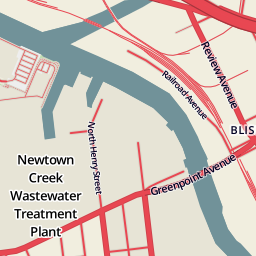 Review Avenue
Railroad Avenue
BLIS
North Henry Street
Newtown
Creek
Wastewater
Treatment
Plant
Greenpoint Avenue